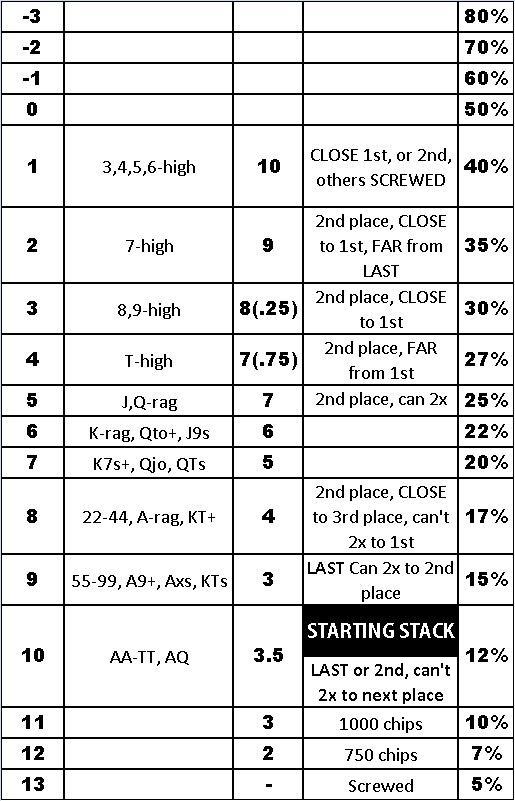 -3 80%
-2 70%
-1 60%
0 50%
1 3,4,5,6-high 10 CLOSE 1st, or 2nd, others SCREWED 40%
2 7-high 9 2nd place, CLOSE to 1st, FAR from LAST 35%
3 8,9-high 8(.25) 2nd place, CLOSE to 1st 30%
4 T-high 7(.75) 2nd place, FAR from 1st 27%
5 J,Q-rag 7 2nd place, can 2x 25%
6 K-rag, Qto+, J9s 6 22%
7 K7s+, Qjo, QTs 5 20%
8 22-44, A-rag, KT+ 4 2nd place, CLOSE to 3rd place, can't 2x to 1st 17%
9 55-99, A9+, Axs, KTs 3 LAST Can 2x to 2nd place 15%
10 AA-TT, AQ 3.5 STARTING STACK LAST or 2nd, can't 2x to next place 12%
11 3 1000 chips 10%
12 2 750 chips 7%
13 - Screwed 5%